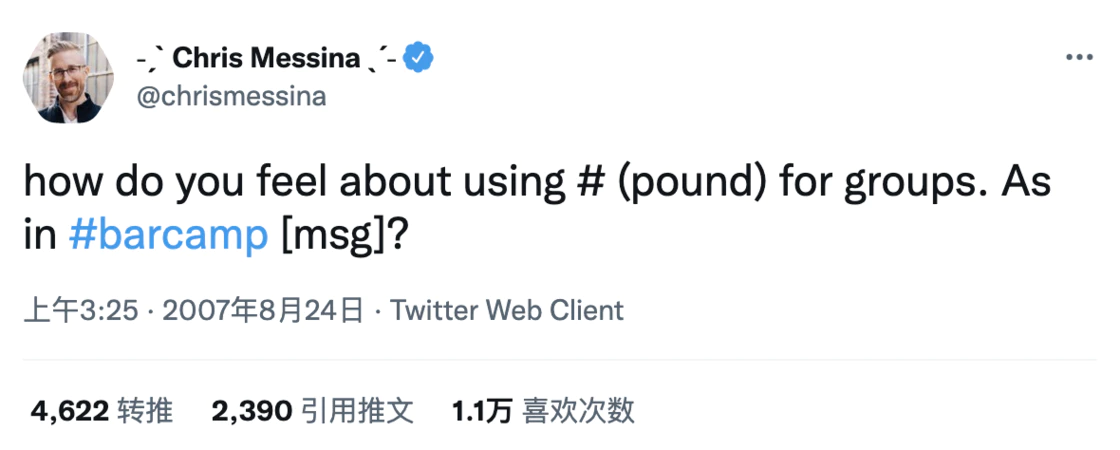 -ˏˋ Chris Messina ˎˊ-
@chrismessina
how do you feel about using # (pound) for groups. As
in #barcamp [msg]?
上午3:25 · 2007年8月24日 · Twitter Web Client
4,622 转推 2,390 引用推文 1.1万 喜欢次数